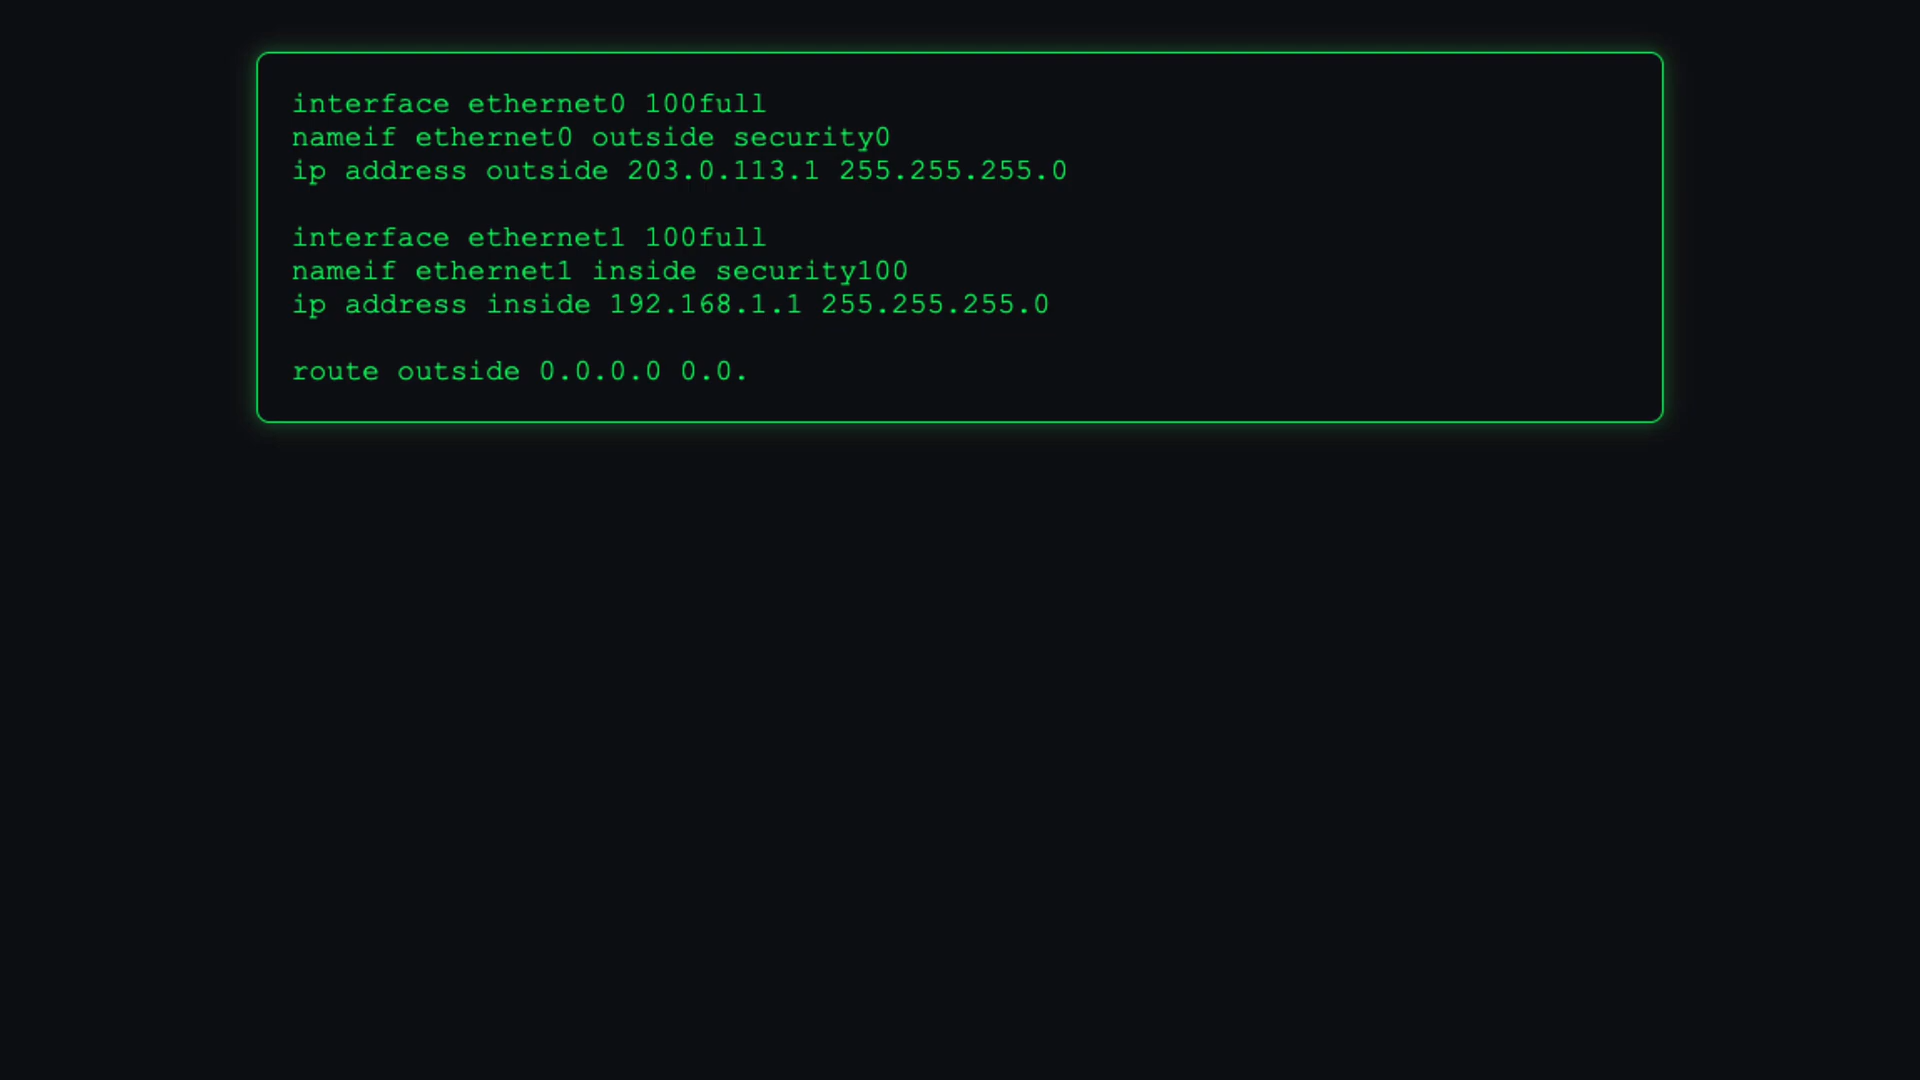 interface ethernet0 100full
nameif ethernet0 outside security0
ip address outside 203.0.113.1 255.255.255.0
interface ethernet1 100full
nameif ethernet1 inside security100
ip address inside 192.168.1.1 255.255.255.0
route outside 0.0.0.0 0.0.